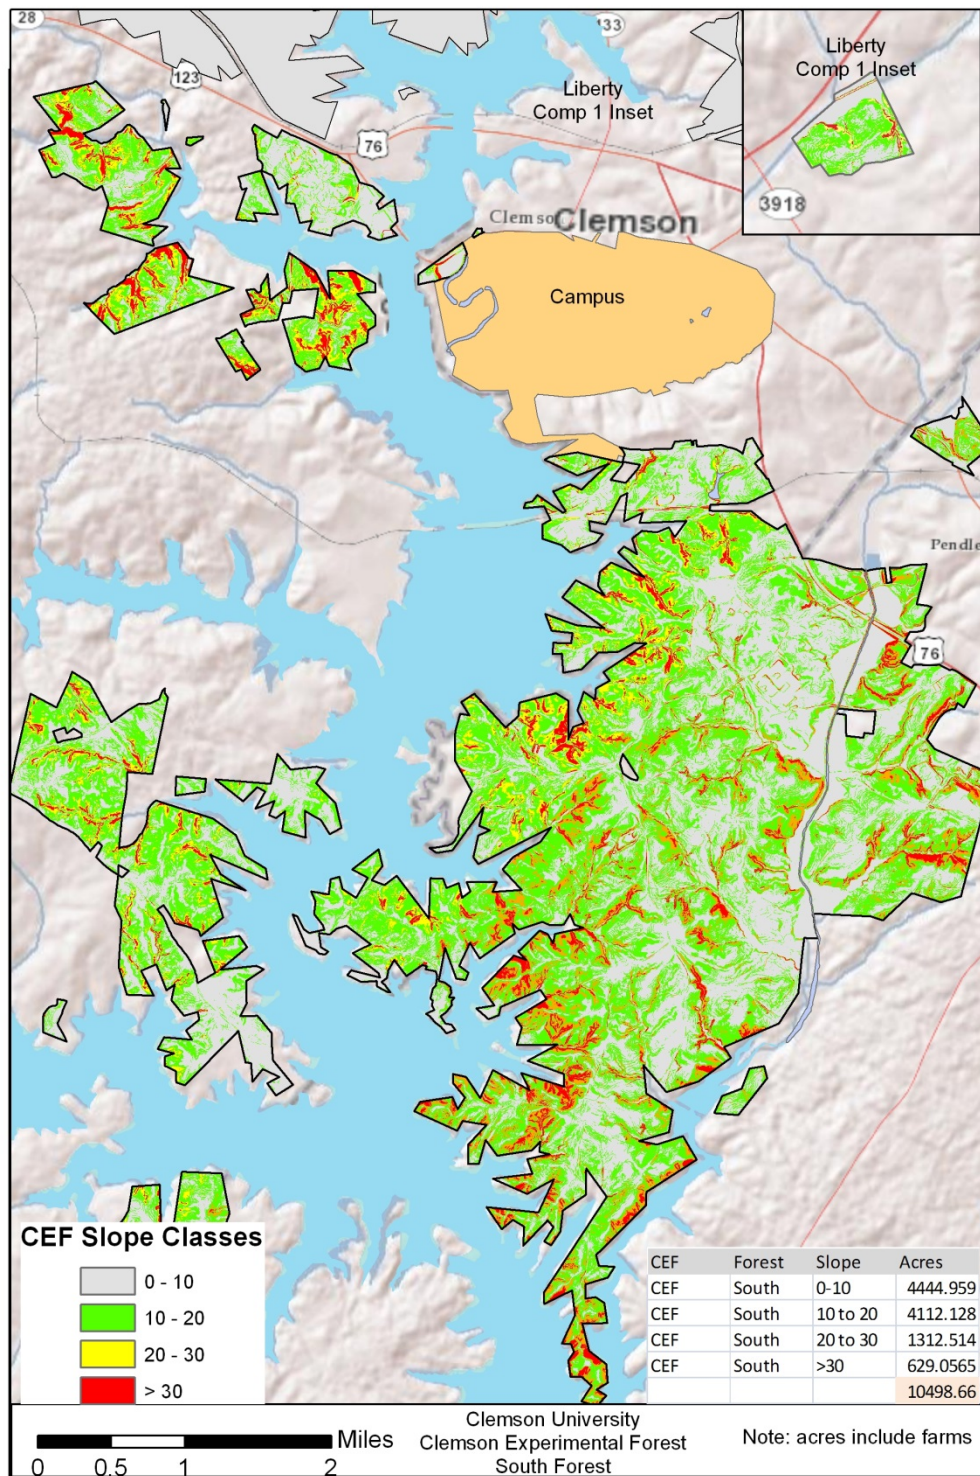 28
123
76
133
Liberty
Comp 1 Inset
Liberty
Comp 1 Inset
3918
Clemson
Clemson
Campus
Pendle
76
CEF Slope Classes
0 - 10
10 - 20
20 - 30
> 30
CEF Forest Slope Acres
CEF South 0-10 4444.959
CEF South 10 to 20 4112.128
CEF South 20 to 30 1312.514
CEF South >30 629.0565
10498.66
Miles
0 0.5 1 2
Clemson University
Clemson Experimental Forest
South Forest
Note: acres include farms